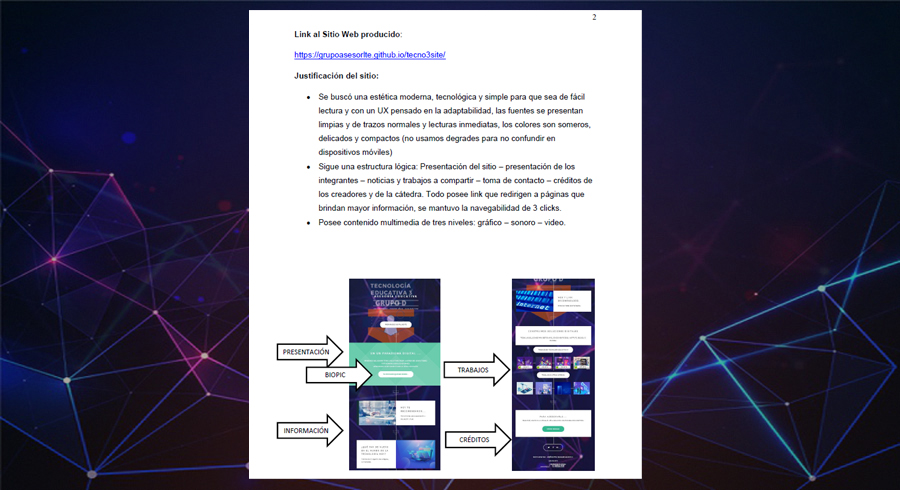 2
Link al Sitio Web producido:
https://grupoasesorlte.github.io/tecno3site/
Justificación del sitio:
Se buscó una estética moderna, tecnológica y simple para que sea de fácil
lectura y con un UX pensado en la adaptabilidad, las fuentes se presentan
limpias y de trazos normales y lecturas inmediatas, los colores son someros,
delicados y compactos (no usamos degrades para no confundir en
dispositivos móviles)
Sigue una estructura lógica: Presentación del sitio – presentación de los
integrantes – noticias y trabajos a compartir – toma de contacto – créditos de
los creadores y de la cátedra. Todo posee link que redirigen a páginas que
brindan mayor información, se mantuvo la navegabilidad de 3 clicks.
Posee contenido multimedia de tres niveles: gráfico – sonoro – video.
TECNOLOGÍA
EDUCATIVA 3
GRUPO D
GRUPO D
PRESENTACIÓN
BIOPIC
TRABAJOS
INFORMACIÓN
CRÉDITOS